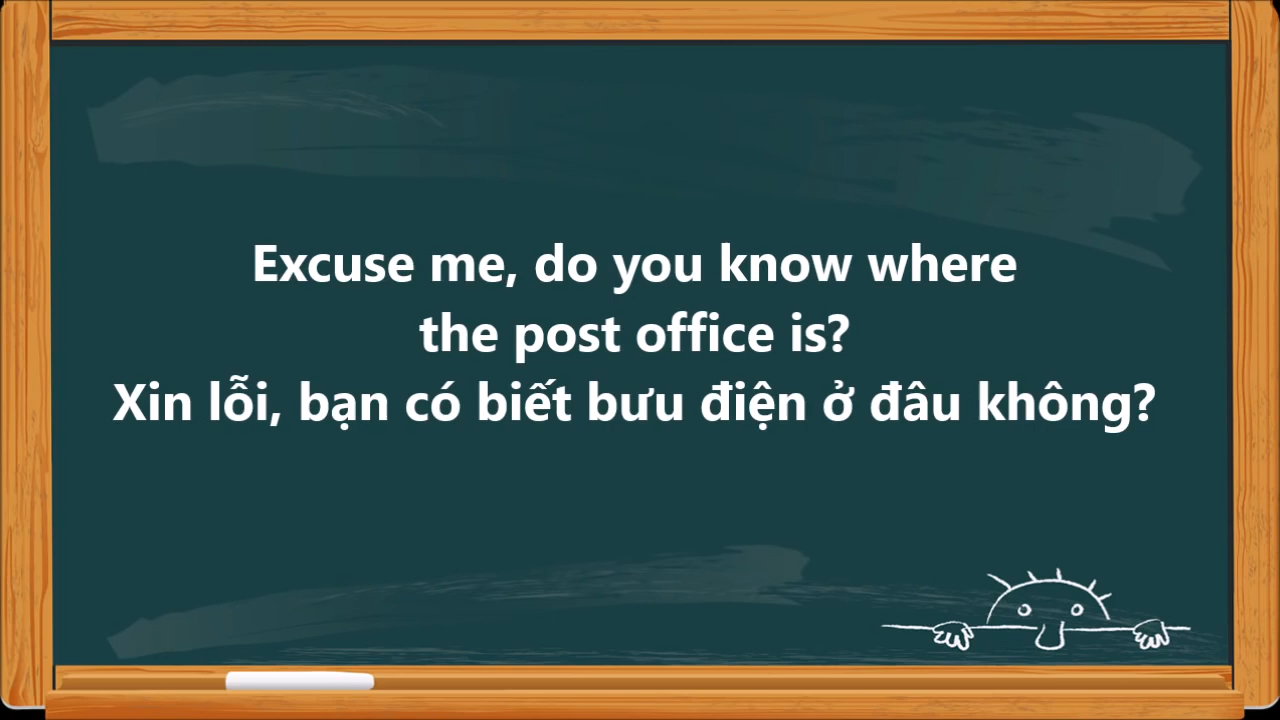 Excuse me, do you know where
the post office is?
Xin lỗi, bạn có biết bưu điện ở đâu không?